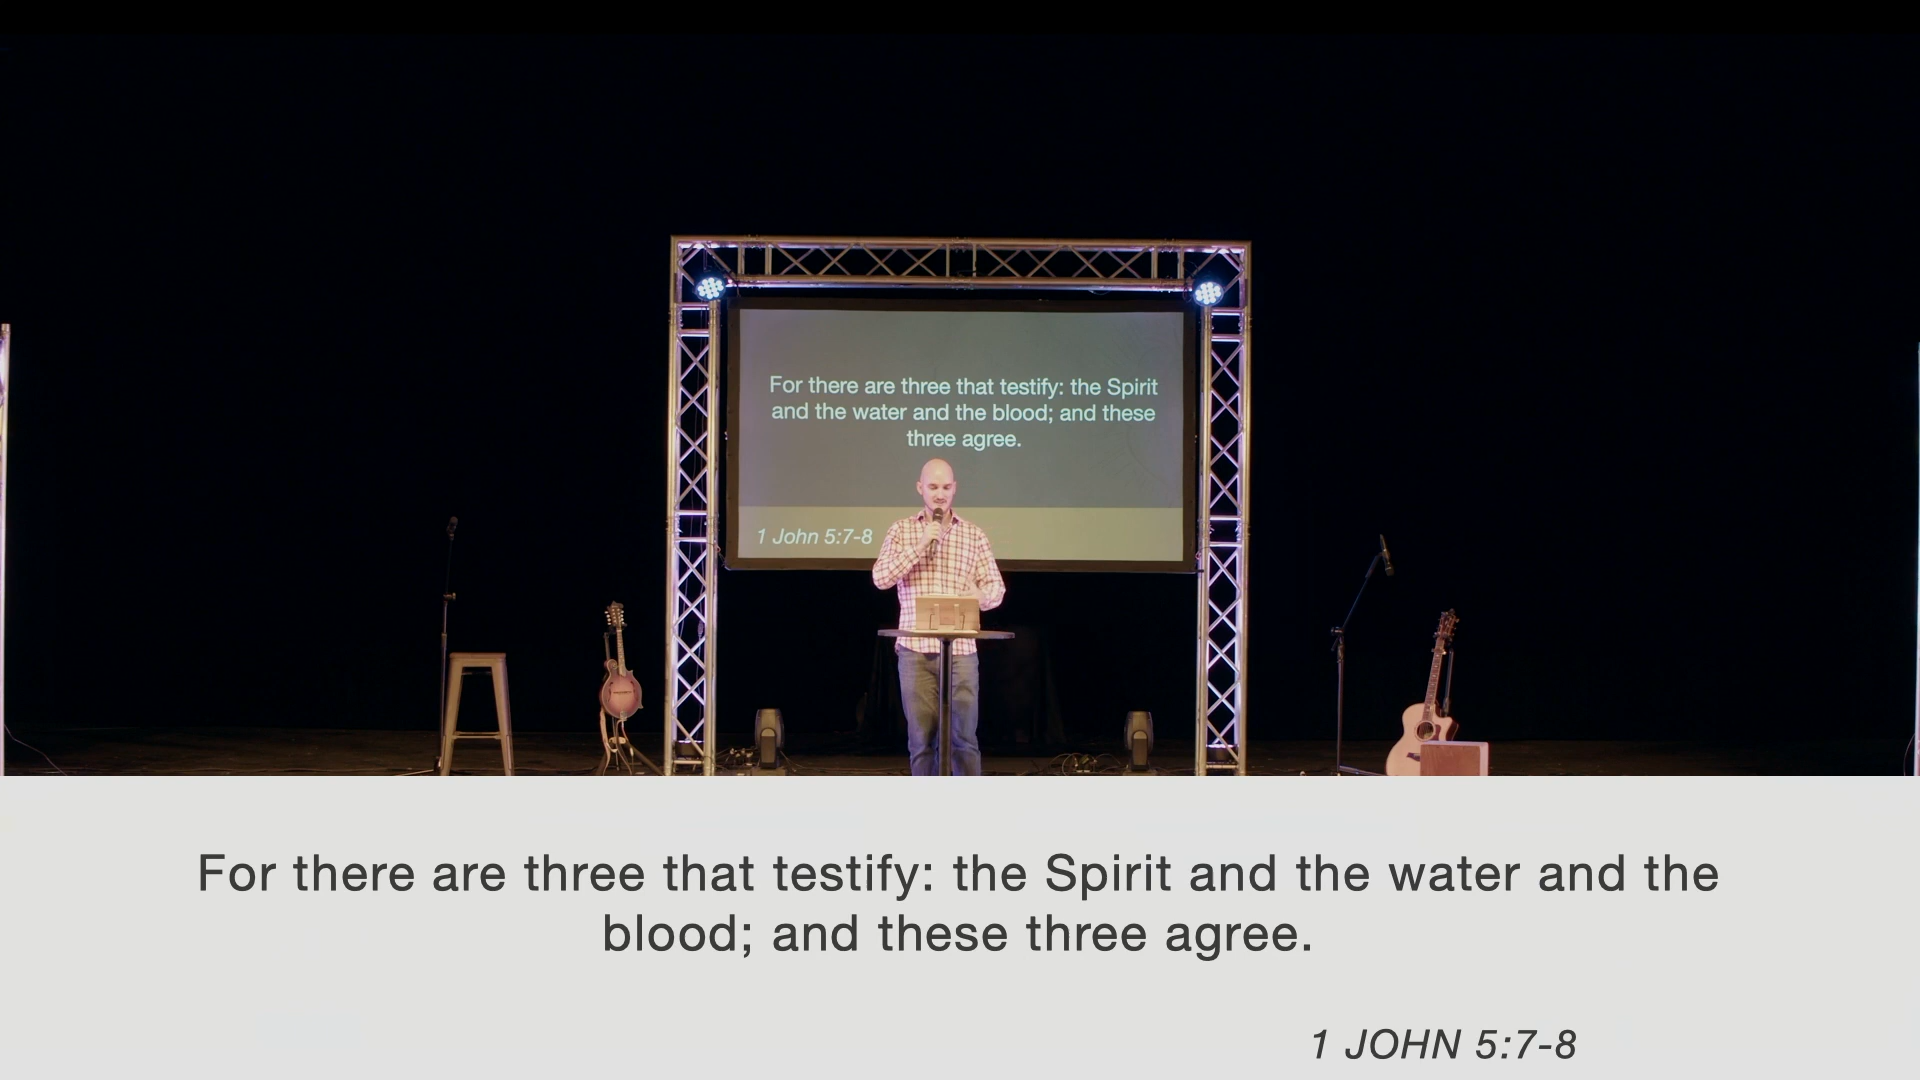 For there are three that testify: the Spirit
and the water and the blood; and these
three agree.
1 John 5:7-8
For there are three that testify: the Spirit and the water and the
blood; and these three agree.
1 JOHN 5:7-8